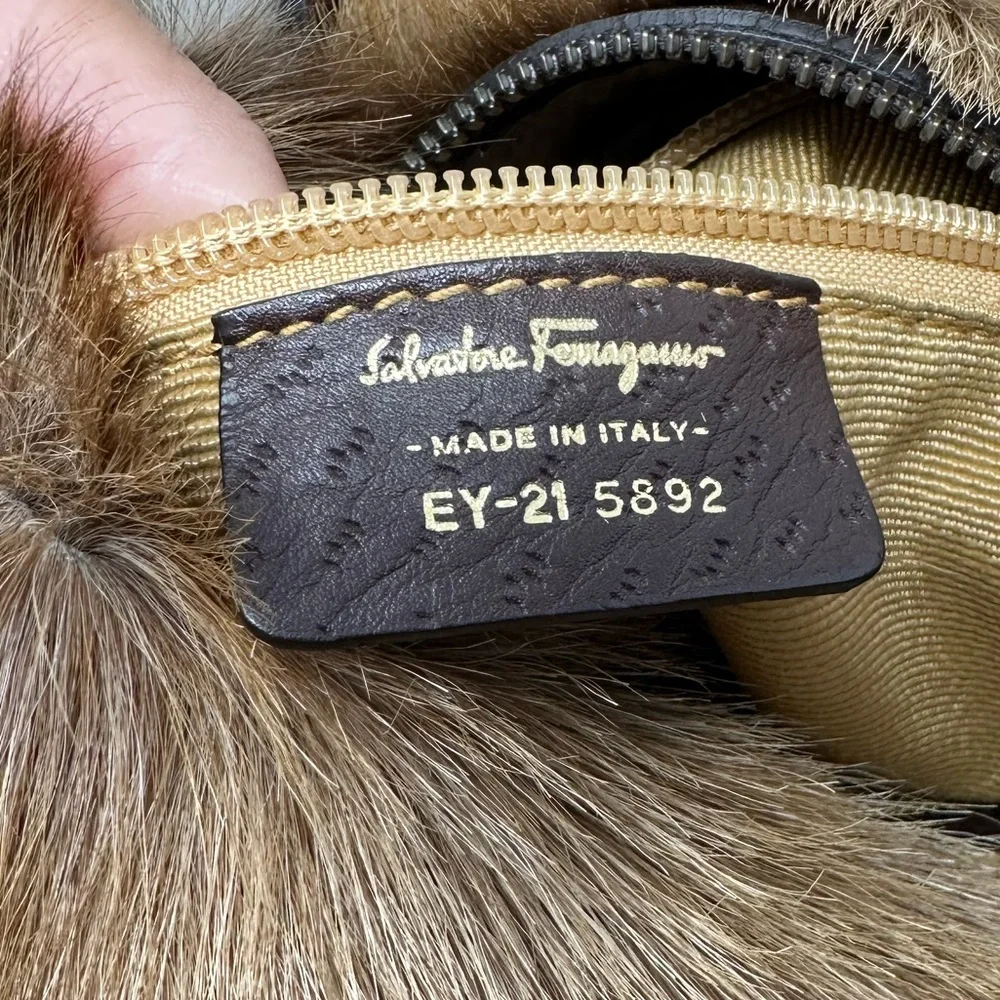 Salvatore Ferragamo
-MADE IN ITALY-
EY-21 5892